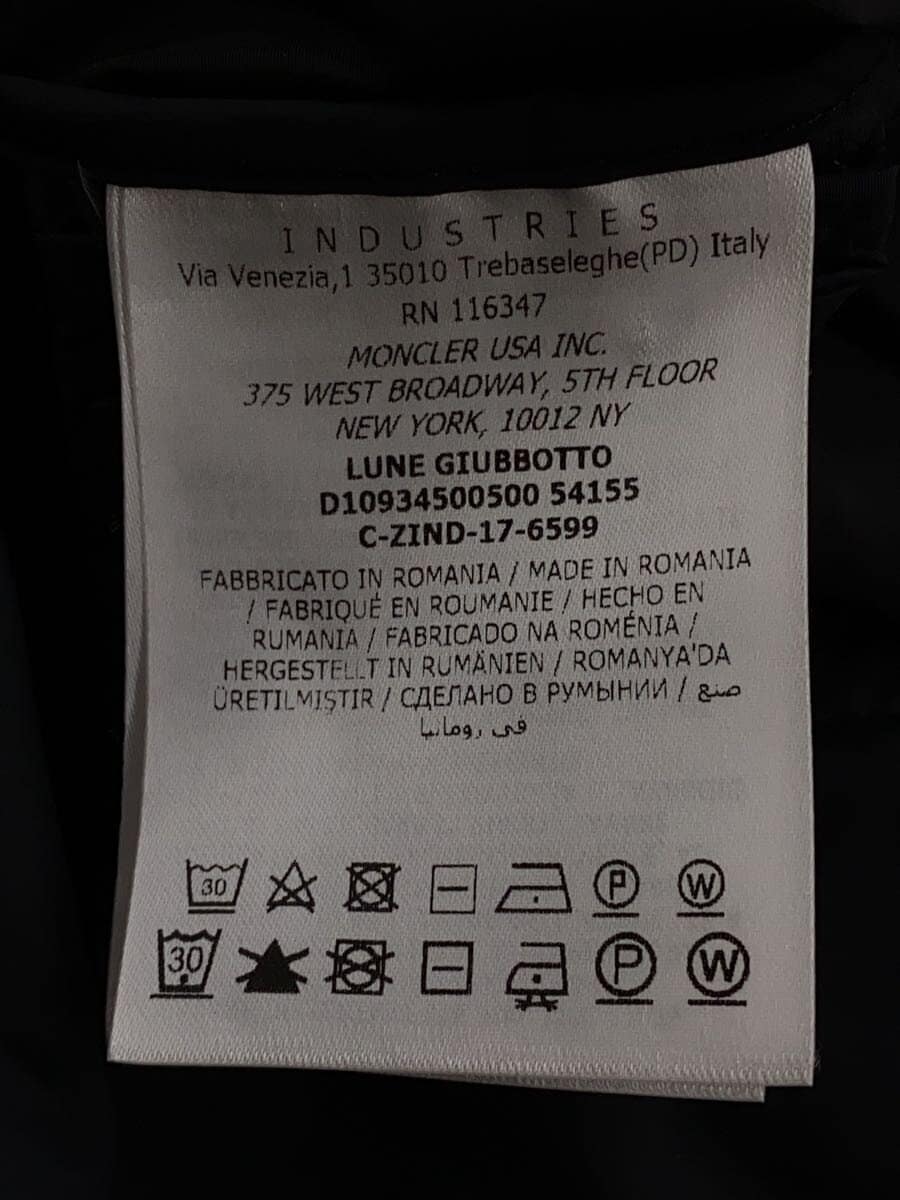 INDUSTRIES
Via Venezia,1 35010 Trebaseleghe(PD) Italy
RN 116347
MONCLER USA INC.
375 WEST BROADWAY, 5TH FLOOR
NEW YORK, 10012 NY
LUNE GIUBBOTTO
D10934500500 54155
C-ZIND-17-6599
FABBRICATO IN ROMANIA / MADE IN ROMANIA
/ FABRIQUÉ EN ROUMANIE / HECHO EN
RUMANIA / FABRICADO NA ROMÉNIA /
HERGESTELLT IN RUMÄNIEN / ROMANYA'DA
ÜRETILMIŞTIR / СДЕЛАНО В РУМЫНИИ / صنع
في رومانيا
30 P W
30 P W